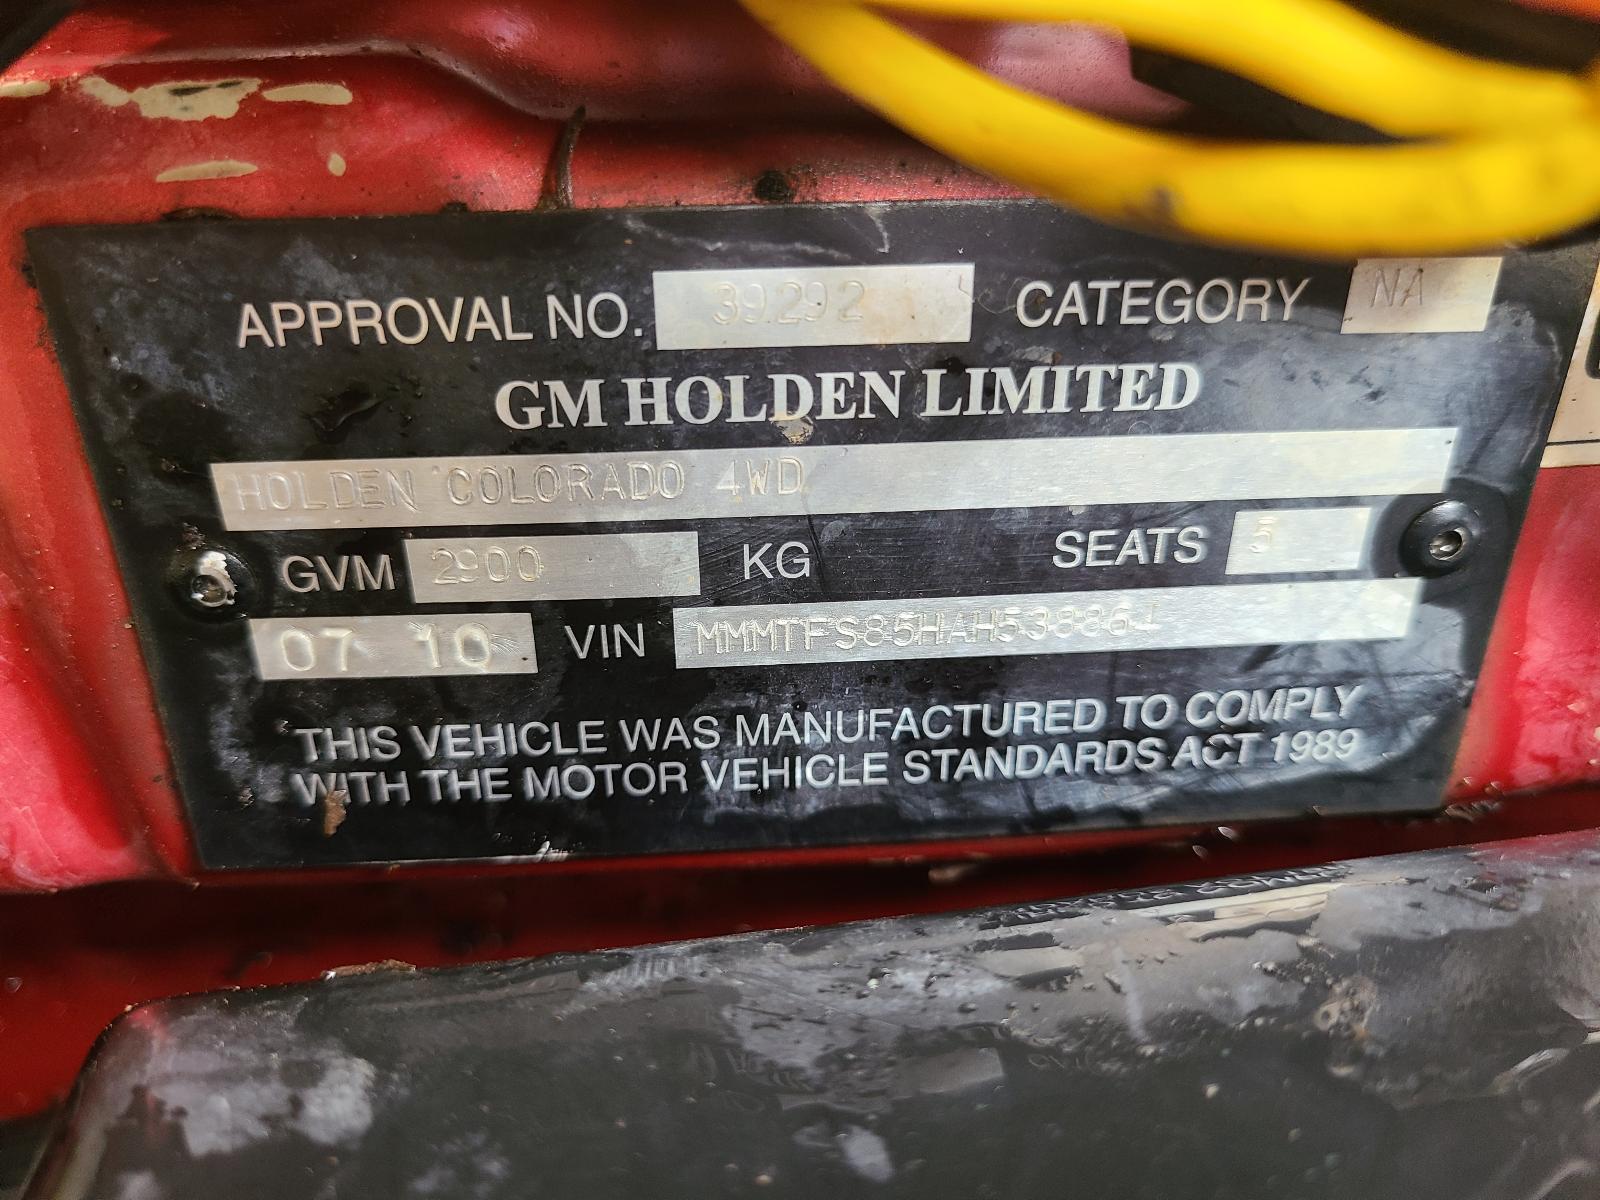 APPROVAL NO. 39292 CATEGORY NA
GM HOLDEN LIMITED
HOLDEN COLORADO 4WD
GVM 2900 KG SEATS 5
07 10 VIN
THIS VEHICLE WAS MANUFACTURED TO COMPLY
WITH THE MOTOR VEHICLE STANDARDS ACT 1989